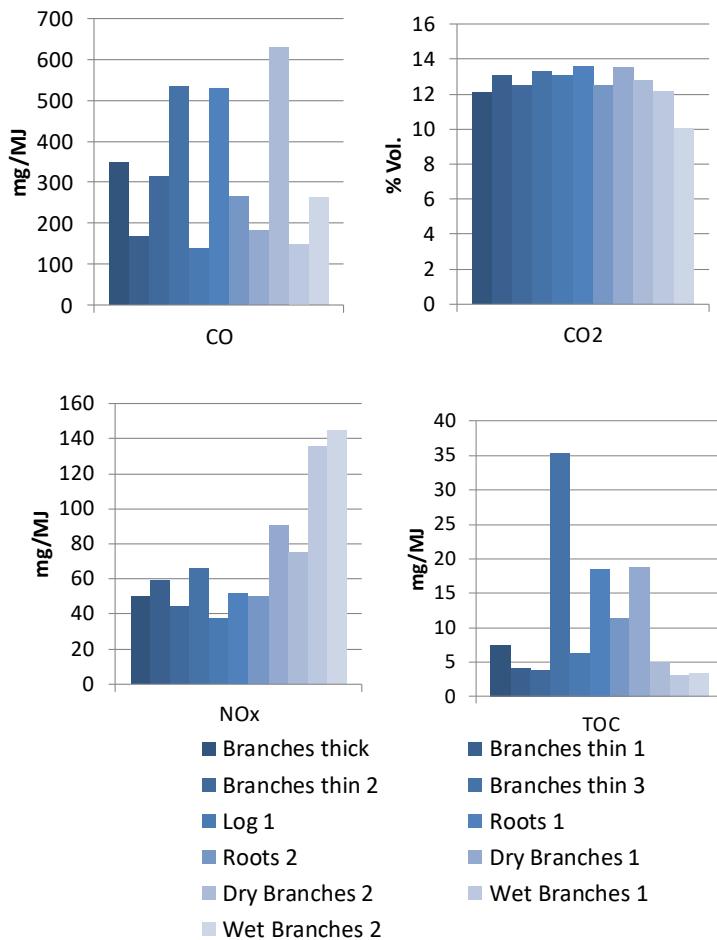 700
600
500
400
300
200
100
0
mg/MJ
CO
16
14
12
10
8
6
4
2
0
% Vol.
CO2
160
140
120
100
80
60
40
20
0
mg/MJ
NOx
40
35
30
25
20
15
10
5
0
mg/MJ
TOC
Branches thick
Branches thin 1
Branches thin 2
Branches thin 3
Log 1
Roots 1
Roots 2
Dry Branches 1
Dry Branches 2
Wet Branches 1
Wet Branches 2